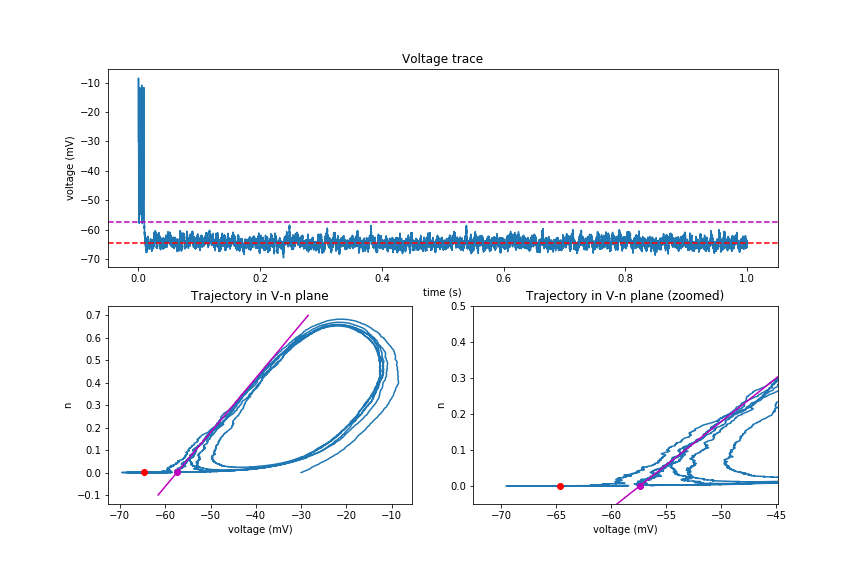 Voltage trace
voltage (mV)
−10
−20
−30
−40
−50
−60
−70
0.0 0.2 0.4 0.6 0.8 1.0
time (s)
Trajectory in V-n plane
n
0.7
0.6
0.5
0.4
0.3
0.2
0.1
0.0
−0.1
−70 −60 −50 −40 −30 −20 −10
voltage (mV)
Trajectory in V-n plane (zoomed)
n
0.5
0.4
0.3
0.2
0.1
0.0
−70 −65 −60 −55 −50 −45
voltage (mV)